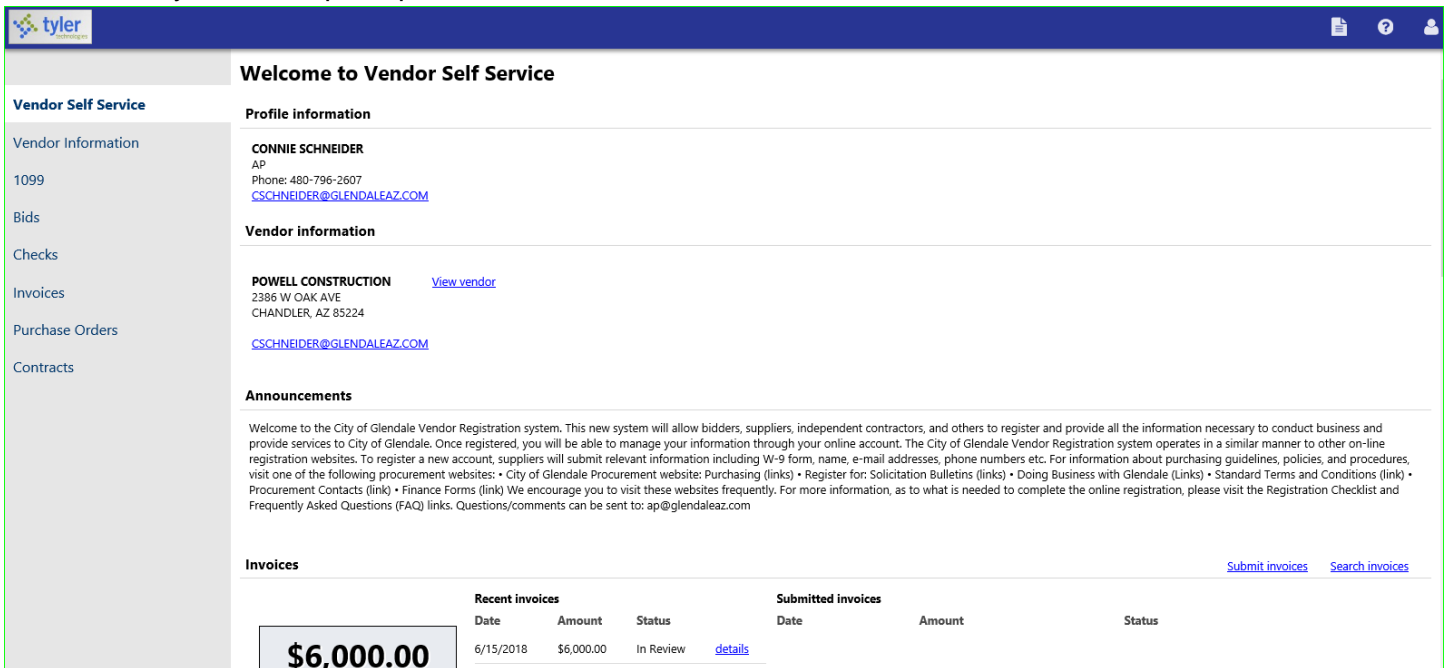 tyler
technologies
Welcome to Vendor Self Service
Vendor Self Service
Vendor Information
1099
Bids
Checks
Invoices
Purchase Orders
Contracts
Profile information
CONNIE SCHNEIDER
AP
Phone: 480-796-2607
CSCHNEIDER@GLENDALEAZ.COM
Vendor information
POWELL CONSTRUCTION View vendor
2386 W OAK AVE
CHANDLER, AZ 85224
CSCHNEIDER@GLENDALEAZ.COM
Announcements
Welcome to the City of Glendale Vendor Registration system. This new system will allow bidders, suppliers, independent contractors, and others to register and provide all the information necessary to conduct business and
provide services to City of Glendale. Once registered, you will be able to manage your information through your online account. The City of Glendale Vendor Registration system operates in a similar manner to other on-line
registration websites. To register a new account, suppliers will submit relevant information including W-9 form, name, e-mail addresses, phone numbers etc. For information about purchasing guidelines, policies, and procedures,
visit one of the following procurement websites: • City of Glendale Procurement website: Purchasing (links) • Register for: Solicitation Bulletins (links) • Doing Business with Glendale (Links) • Standard Terms and Conditions (link) •
Procurement Contacts (link) • Finance Forms (link) We encourage you to visit these websites frequently. For more information, as to what is needed to complete the online registration, please visit the Registration Checklist and
Frequently Asked Questions (FAQ) links. Questions/comments can be sent to: ap@glendaleaz.com
Invoices Submit invoices Search invoices
Recent invoices Submitted invoices
Date Amount Status Date Amount Status
$6,000.00 6/15/2018 $6,000.00 In Review details